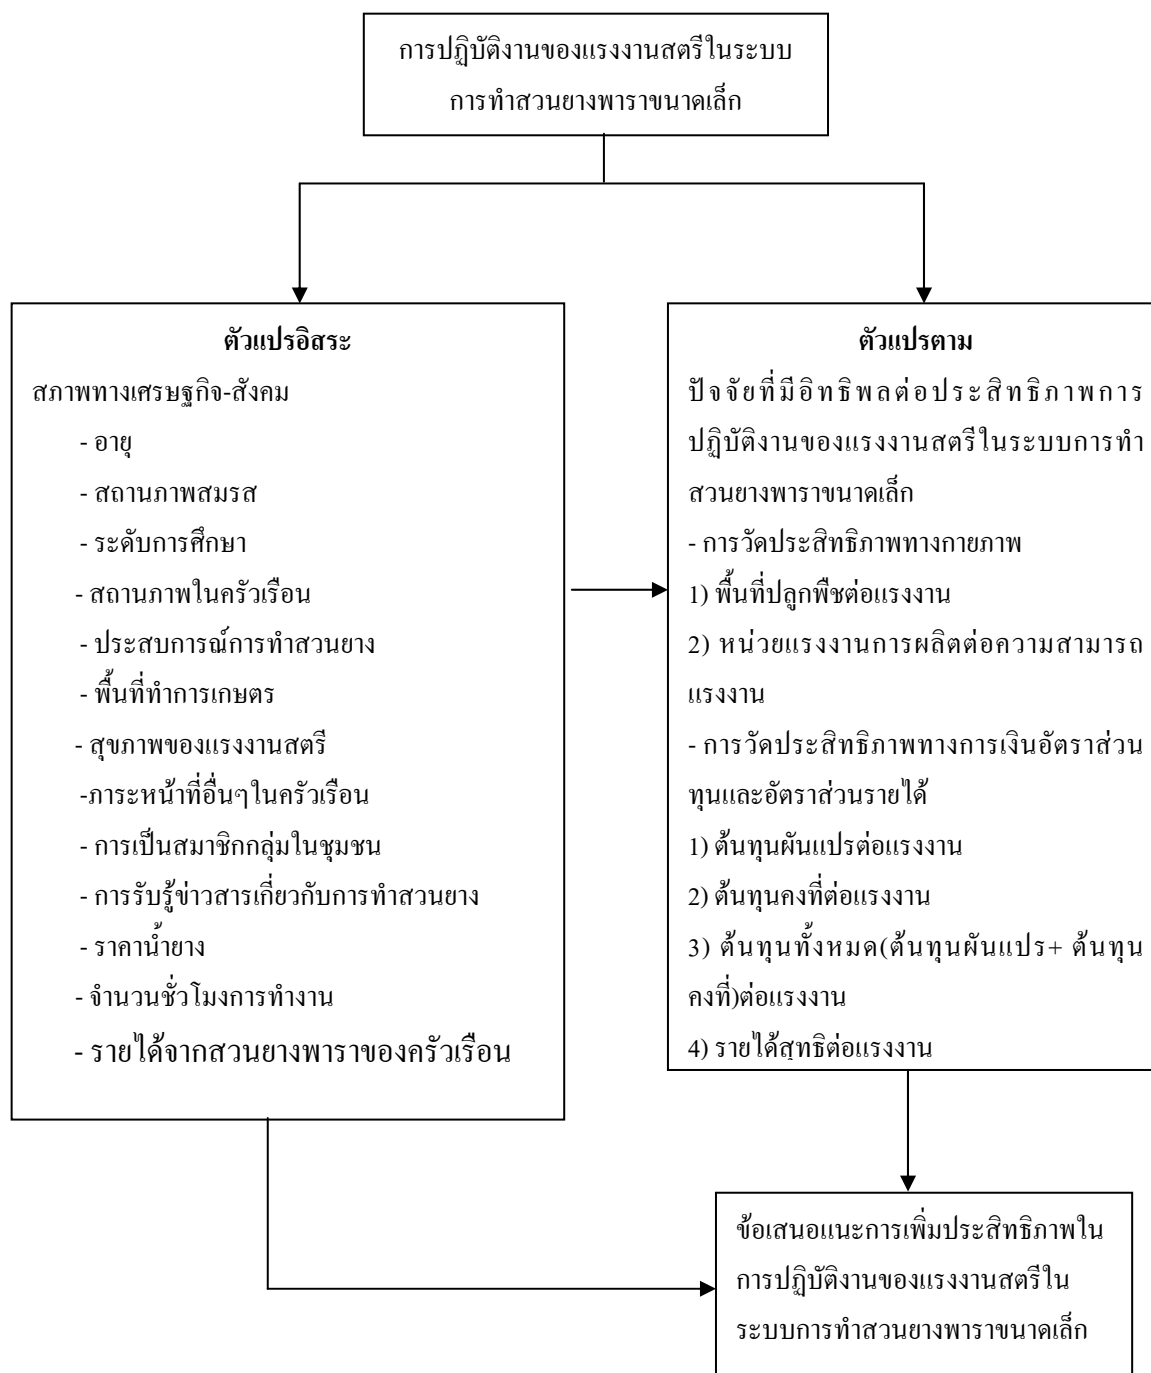 การปฏิบัติงานของแรงงานสตรีในระบบ
การทำสวนยางพาราขนาดเล็ก
ตัวแปรอิสระ
สภาพทางเศรษฐกิจ-สังคม
- อายุ
- สถานภาพสมรส
- ระดับการศึกษา
- สถานภาพในครัวเรือน
- ประสบการณ์การทำสวนยาง
- พื้นที่ทำการเกษตร
- สุขภาพของแรงงานสตรี
-ภาระหน้าที่อื่นๆในครัวเรือน
- การเป็นสมาชิกกลุ่มในชุมชน
- การรับรู้ข่าวสารเกี่ยวกับการทำสวนยาง
- ราคาน้ำยาง
- จำนวนชั่วโมงการทำงาน
- รายได้จากสวนยางพาราของครัวเรือน
ตัวแปรตาม
ปัจจัยที่มีอิทธิพลต่อประสิทธิภาพการ
ปฏิบัติงานของแรงงานสตรีในระบบการทำ
สวนยางพาราขนาดเล็ก
- การวัดประสิทธิภาพทางกายภาพ
1) พื้นที่ปลูกพืชต่อแรงงาน
2) หน่วยแรงงานการผลิตต่อความสามารถ
แรงงาน
- การวัดประสิทธิภาพทางการเงินอัตราส่วน
ทุนและอัตราส่วนรายได้
1) ต้นทุนผันแปรต่อแรงงาน
2) ต้นทุนคงที่ต่อแรงงาน
3) ต้นทุนทั้งหมด(ต้นทุนผันแปร+ ต้นทุน
คงที่)ต่อแรงงาน
4) รายได้สุทธิต่อแรงงาน
ข้อเสนอแนะการเพิ่มประสิทธิภาพใน
การปฏิบัติงานของแรงงานสตรีใน
ระบบการทำสวนยางพาราขนาดเล็ก